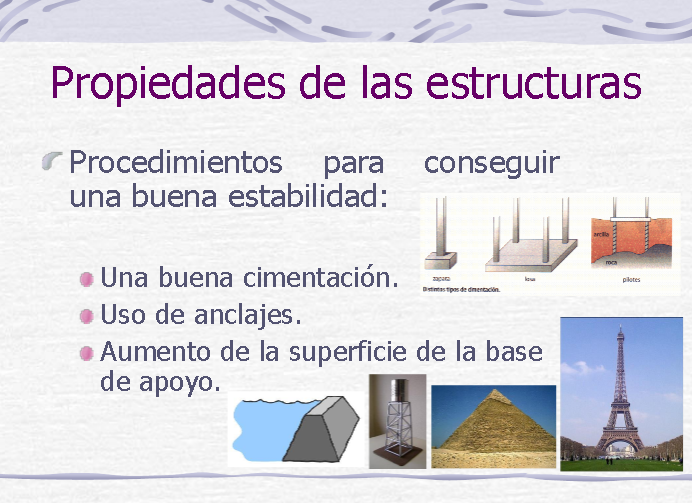 Propiedades de las estructuras
Procedimientos para conseguir
una buena estabilidad:
arcilla
roca
zapata
losa
pilotes
Distintos tipos de cimentación.
Una buena cimentación.
Uso de anclajes.
Aumento de la superficie de la base
de apoyo.